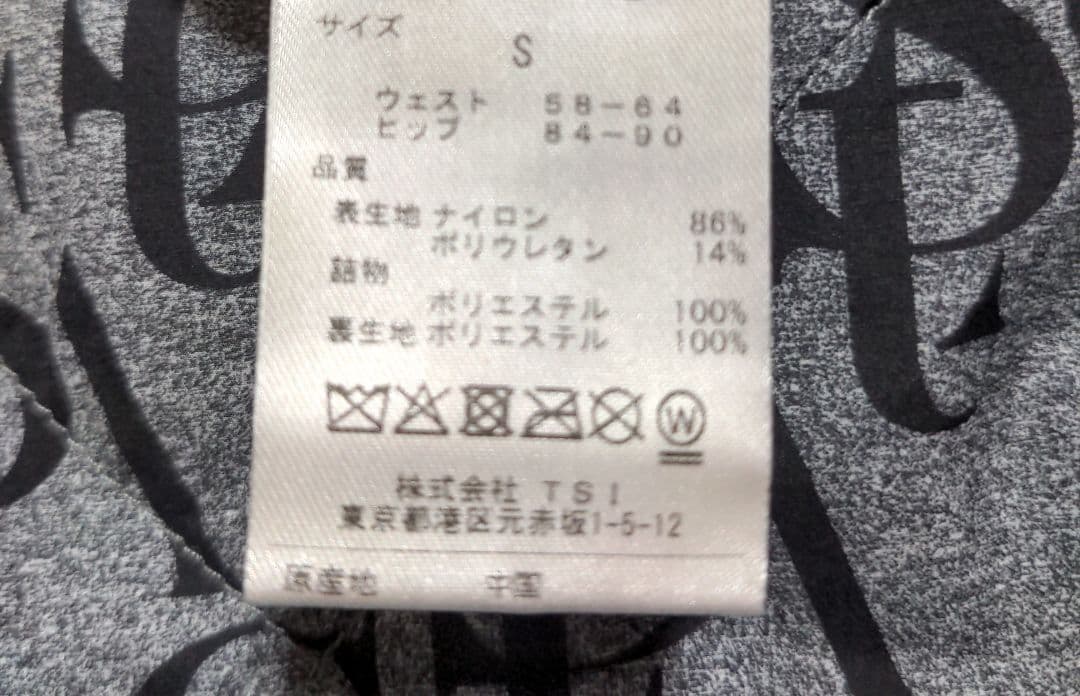 サイズ
S
ウェスト 58-64
ヒップ 84-90
品質
表生地 ナイロン 86%
ポリウレタン 14%
詰物
ポリエステル 100%
裏生地 ポリエステル 100%
W
株式会社 TSI
東京都港区元赤坂1-5-12
原産地 中国